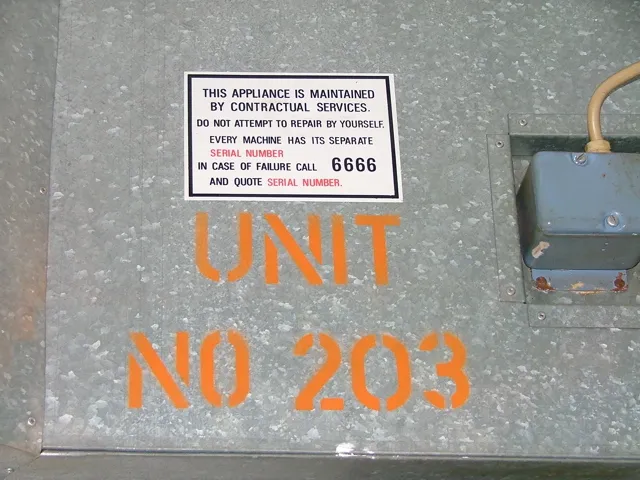 THIS APPLIANCE IS MAINTAINED
BY CONTRACTUAL SERVICES.
DO NOT ATTEMPT TO REPAIR BY YOURSELF.
EVERY MACHINE HAS ITS SEPARATE
SERIAL NUMBER
IN CASE OF FAILURE CALL 6666
AND QUOTE SERIAL NUMBER.
UNIT
NO 203